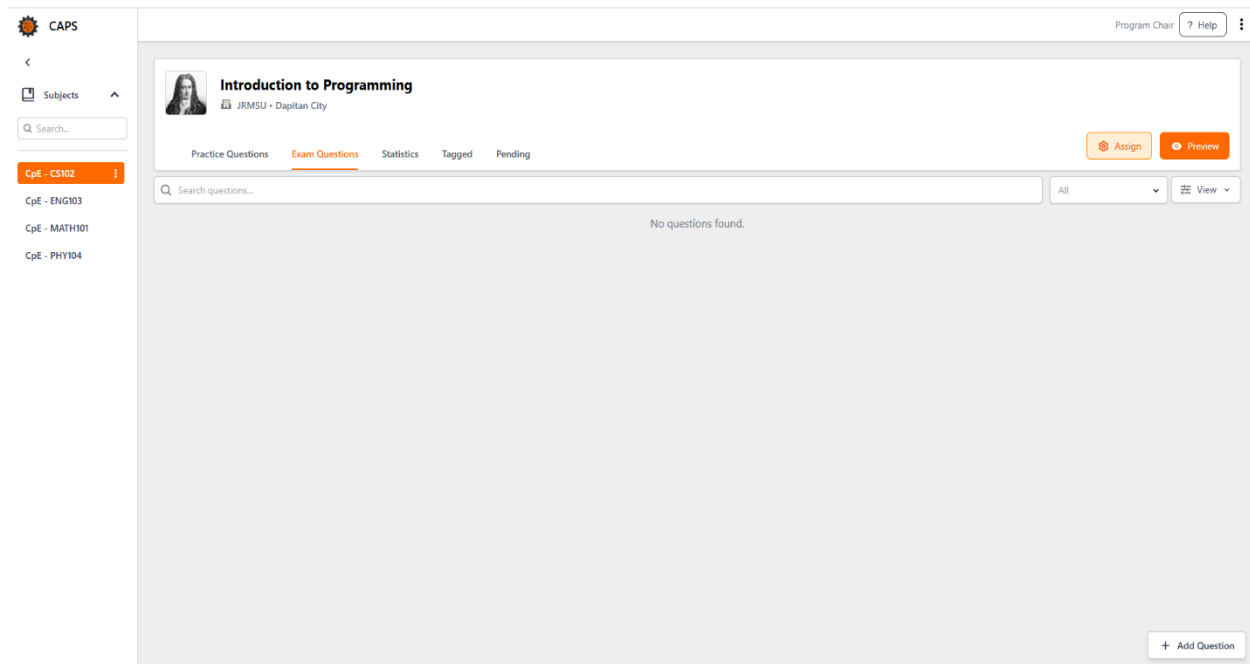 CAPS
Program Chair
? Help
Subjects
Search...
CpE - CS102
CpE - ENG103
CpE - MATH101
CpE - PHY104
Introduction to Programming
JRMSU • Dapitan City
Practice Questions Exam Questions Statistics Tagged Pending
Assign
Preview
Search questions...
All
View
No questions found.
+ Add Question